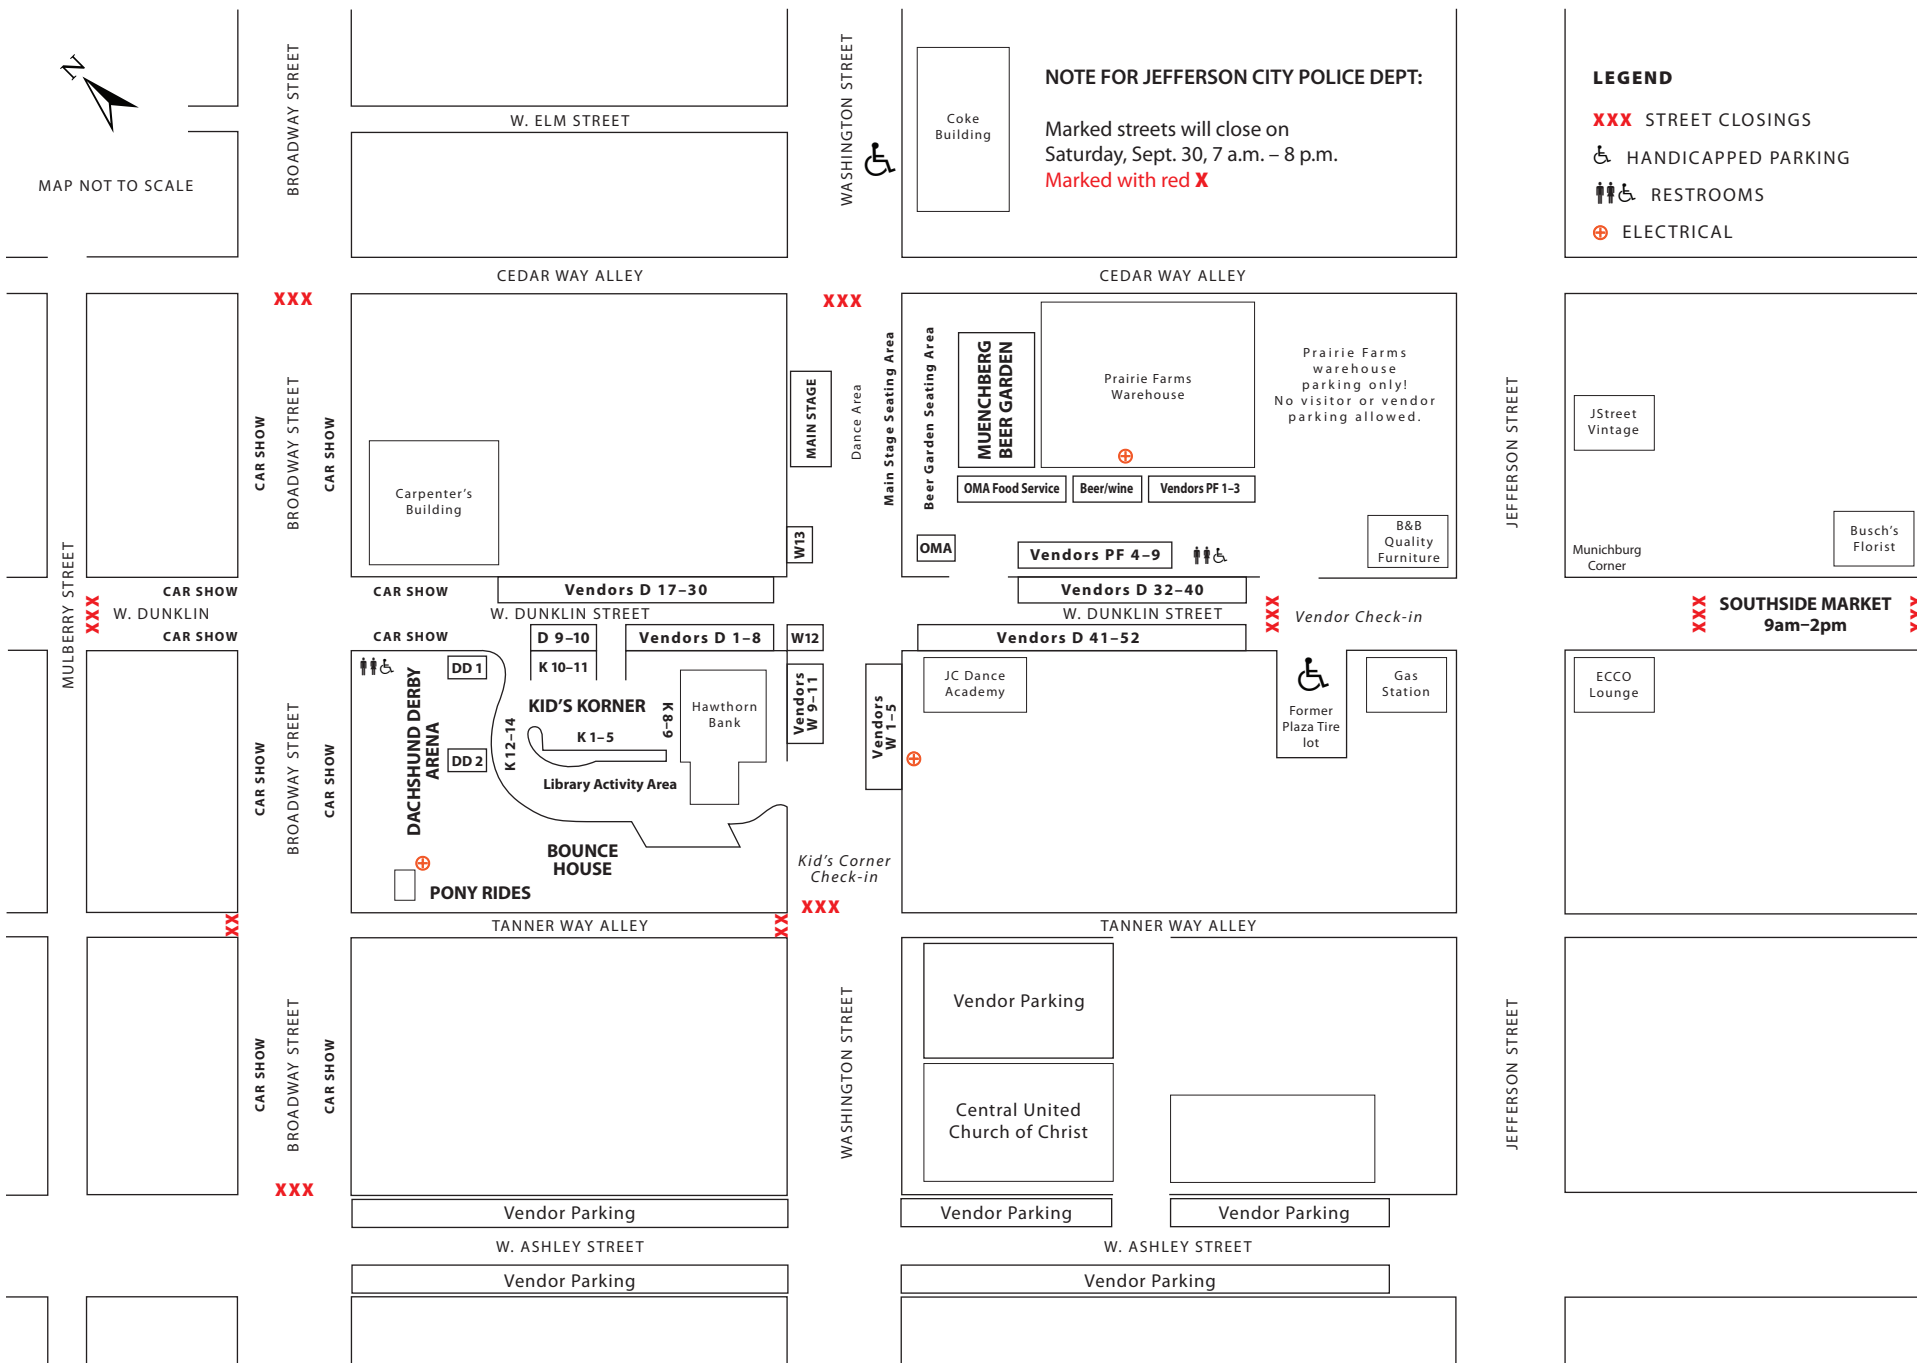 N
MAP NOT TO SCALE
BROADWAY STREET
W. ELM STREET
WASHINGTON STREET
Coke
Building
NOTE FOR JEFFERSON CITY POLICE DEPT:
Marked streets will close on
Saturday, Sept. 30, 7 a.m. – 8 p.m.
Marked with red X
LEGEND
XXX STREET CLOSINGS
HANDICAPPED PARKING
RESTROOMS
ELECTRICAL
CEDAR WAY ALLEY
CEDAR WAY ALLEY
XXX
XXX
CAR SHOW
BROADWAY STREET
CAR SHOW
Carpenter's
Building
MAIN STAGE
Dance Area
Main Stage Seating Area
Beer Garden Seating Area
MUENCHBERG
BEER GARDEN
Prairie Farms
Warehouse
Prairie Farms
warehouse
parking only!
No visitor or vendor
parking allowed.
JEFFERSON STREET
JStreet
Vintage
OMA Food Service
Beer/wine
Vendors PF 1–3
W13
OMA
Vendors PF 4–9
B&B
Quality
Furniture
Munichburg
Corner
Busch's
Florist
MULBERRY STREET
XXX
CAR SHOW
W. DUNKLIN
CAR SHOW
CAR SHOW
Vendors D 17–30
W. DUNKLIN STREET
CAR SHOW
D 9–10
Vendors D 1–8
W12
Vendors D 32–40
W. DUNKLIN STREET
Vendors D 41–52
XXX
Vendor Check-in
XXX
SOUTHSIDE MARKET
9am–2pm
XXX
CAR SHOW
BROADWAY STREET
CAR SHOW
DACHSHUND DERBY
ARENA
DD 1
DD 2
K 10–11
KID'S KORNER
K 12–14
K 1–5
K 8–9
Library Activity Area
Hawthorn
Bank
Vendors
W 9–11
Vendors
W 1–5
JC Dance
Academy
Former
Plaza Tire
lot
Gas
Station
ECCO
Lounge
BOUNCE
HOUSE
PONY RIDES
Kid's Corner
Check-in
XX
XX
XXX
TANNER WAY ALLEY
TANNER WAY ALLEY
CAR SHOW
BROADWAY STREET
CAR SHOW
WASHINGTON STREET
Vendor Parking
Central United
Church of Christ
JEFFERSON STREET
XXX
Vendor Parking
Vendor Parking
Vendor Parking
W. ASHLEY STREET
W. ASHLEY STREET
Vendor Parking
Vendor Parking